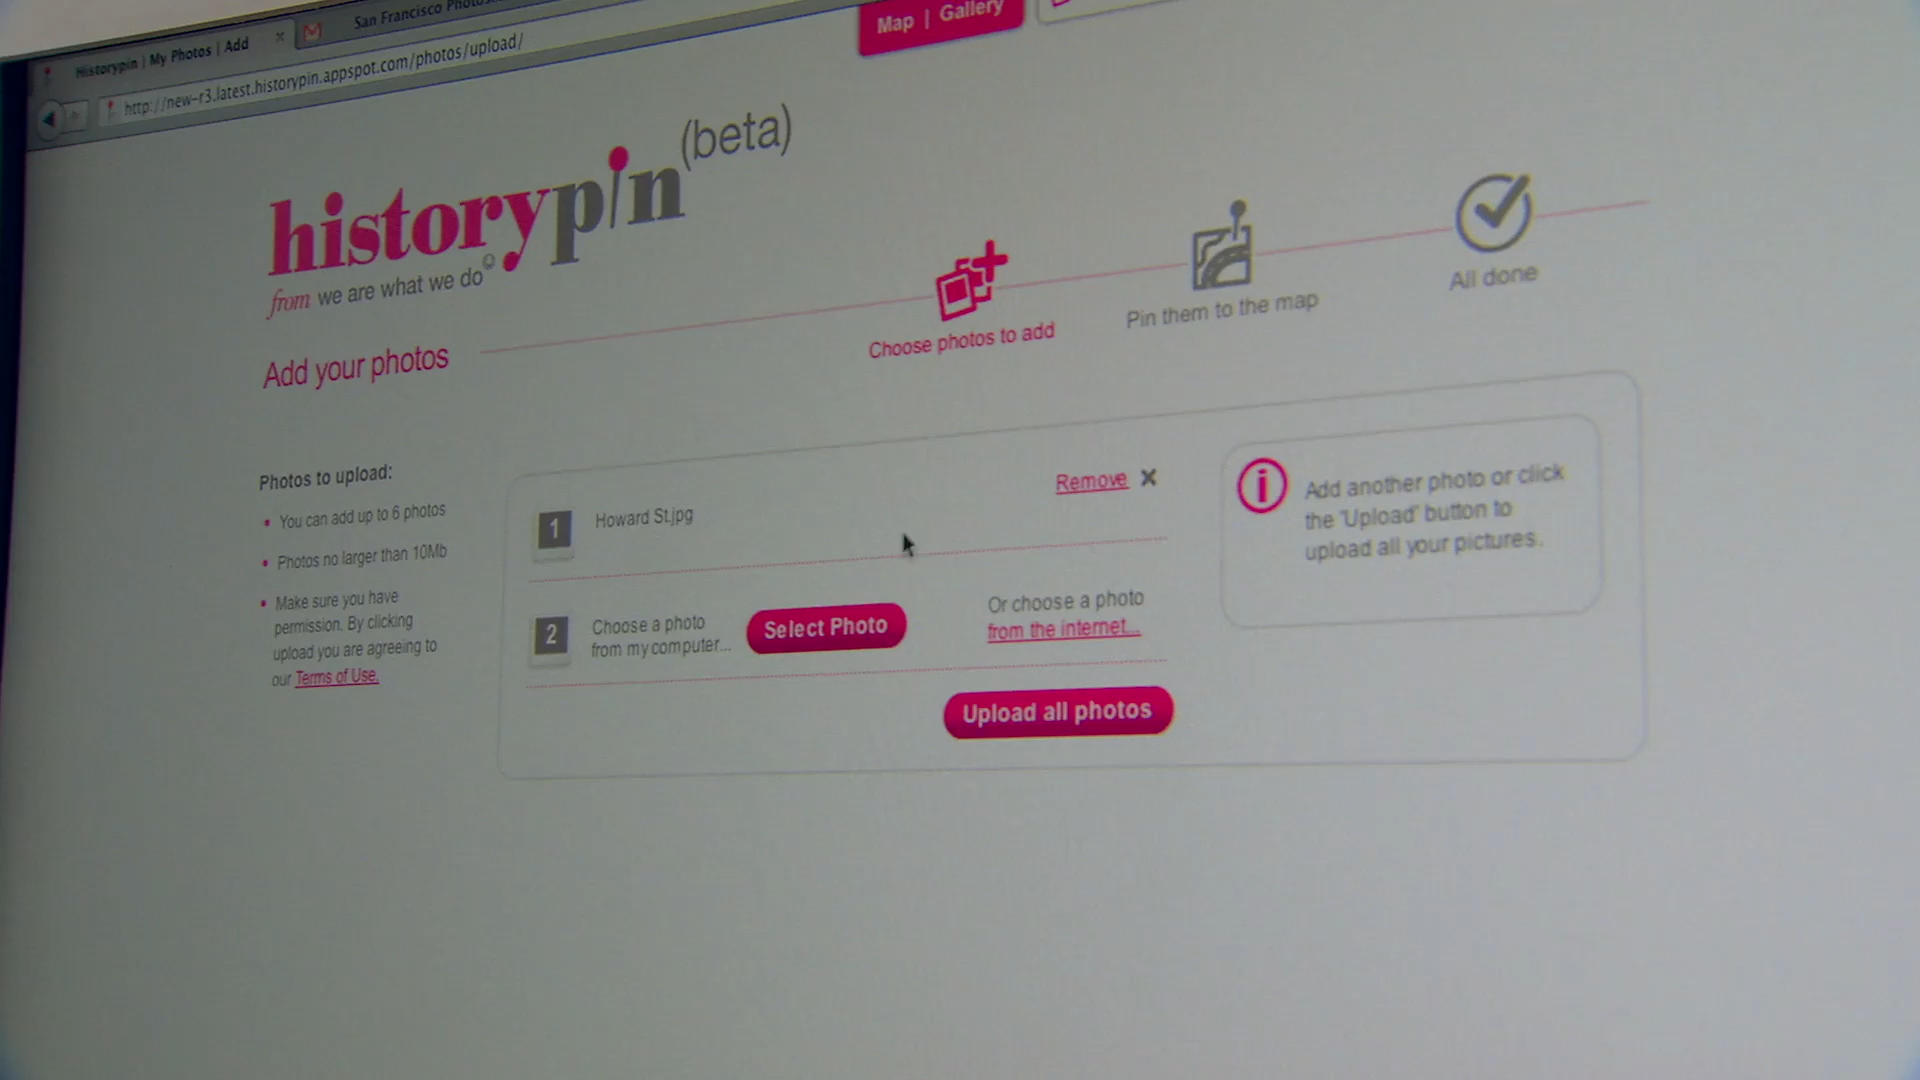 Historypin | My Photos | Add
San Francisco Photos
http://new-r3.latest.historypin.appspot.com/photos/upload/
Map | Gallery
historypin (beta)
from we are what we do
Add your photos
Choose photos to add
Pin them to the map
All done
Photos to upload:
You can add up to 6 photos
Photos no larger than 10Mb
Make sure you have
permission. By clicking
upload you are agreeing to
our Terms of Use.
1
Howard St.jpg
Remove
2
Choose a photo
from my computer...
Select Photo
Or choose a photo
from the internet...
Upload all photos
Add another photo or click
the 'Upload' button to
upload all your pictures.